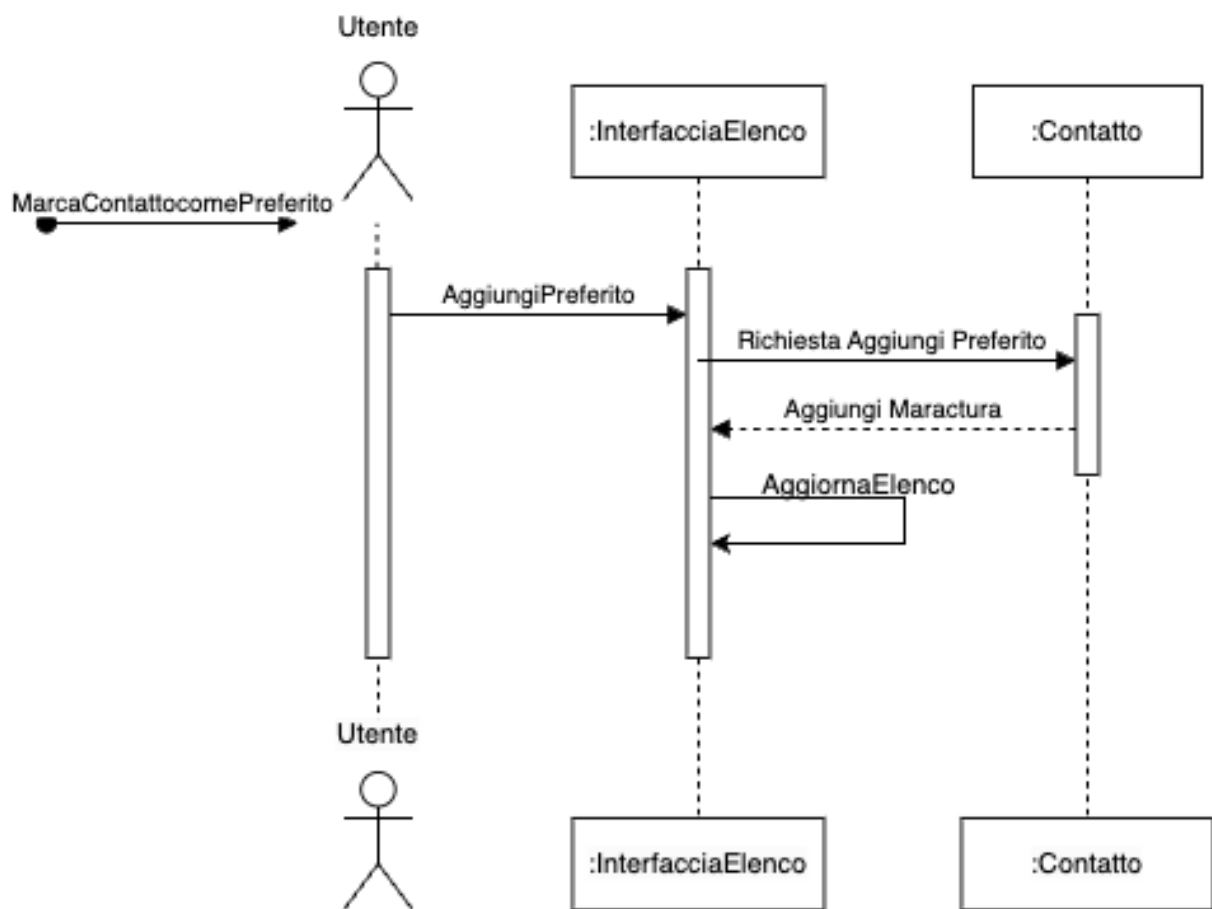 Utente
:InterfacciaElenco
:Contatto
MarcaContattocomePreferito
AggiungiPreferito
Richiesta Aggiungi Preferito
Aggiungi Maractura
AggiornaElenco
Utente
:InterfacciaElenco
:Contatto